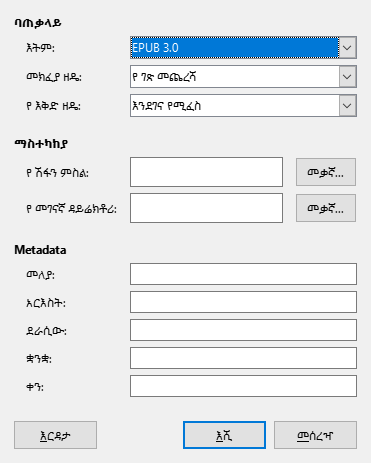 ባጠቃላይ
እትም:
EPUB 3.0
መክፈያ ዘዴ:
የ ገጽ መጨረሻ
የ እቅድ ዘዴ:
እንደገና የሚፈስ
ማስተካከያ
የ ሽፋን ምስል:
መቃኛ...
የ መገናኛ ዳይሬክቶሪ:
መቃኛ...
Metadata
መለያ:
አርእስት:
ደራሲው:
ቋንቋ:
ቀን:
እርዳታ
እሺ
መሰረዣ